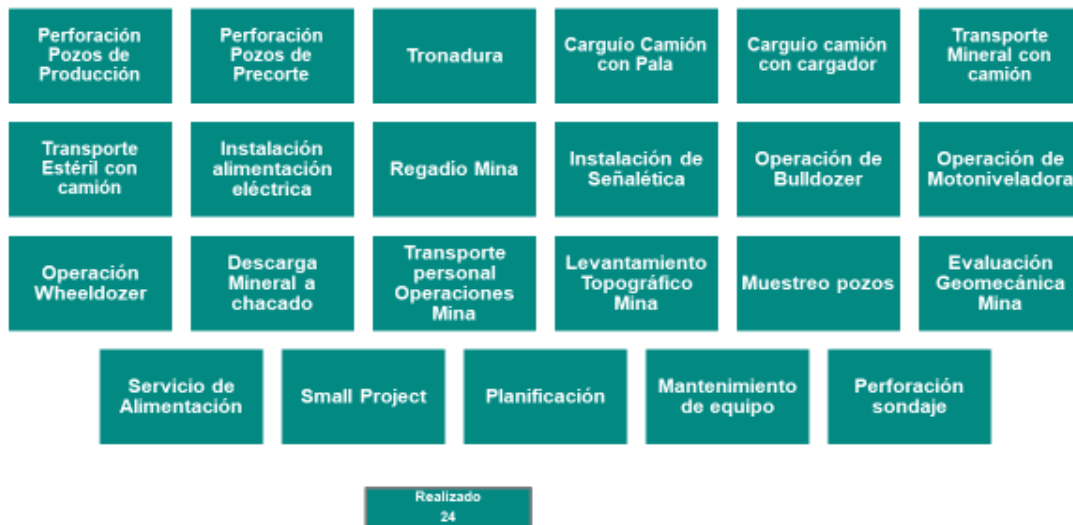 Perforación
Pozos de
Producción
Perforación
Pozos de
Precorte
Tronadura
Carguío Camión
con Pala
Carguío camión
con cargador
Transporte
Mineral con
camión
Transporte
Estéril con
camión
Instalación
alimentación
eléctrica
Regadío Mina
Instalación de
Señalética
Operación de
Bulldozer
Operación de
Motoniveladora
Operación
Wheeldozer
Descarga
Mineral a
chacado
Transporte
personal
Operaciones
Mina
Levantamiento
Topográfico
Mina
Muestreo pozos
Evaluación
Geomecánica
Mina
Servicio de
Alimentación
Small Project
Planificación
Mantenimiento
de equipo
Perforación
sondaje
Realizado
24